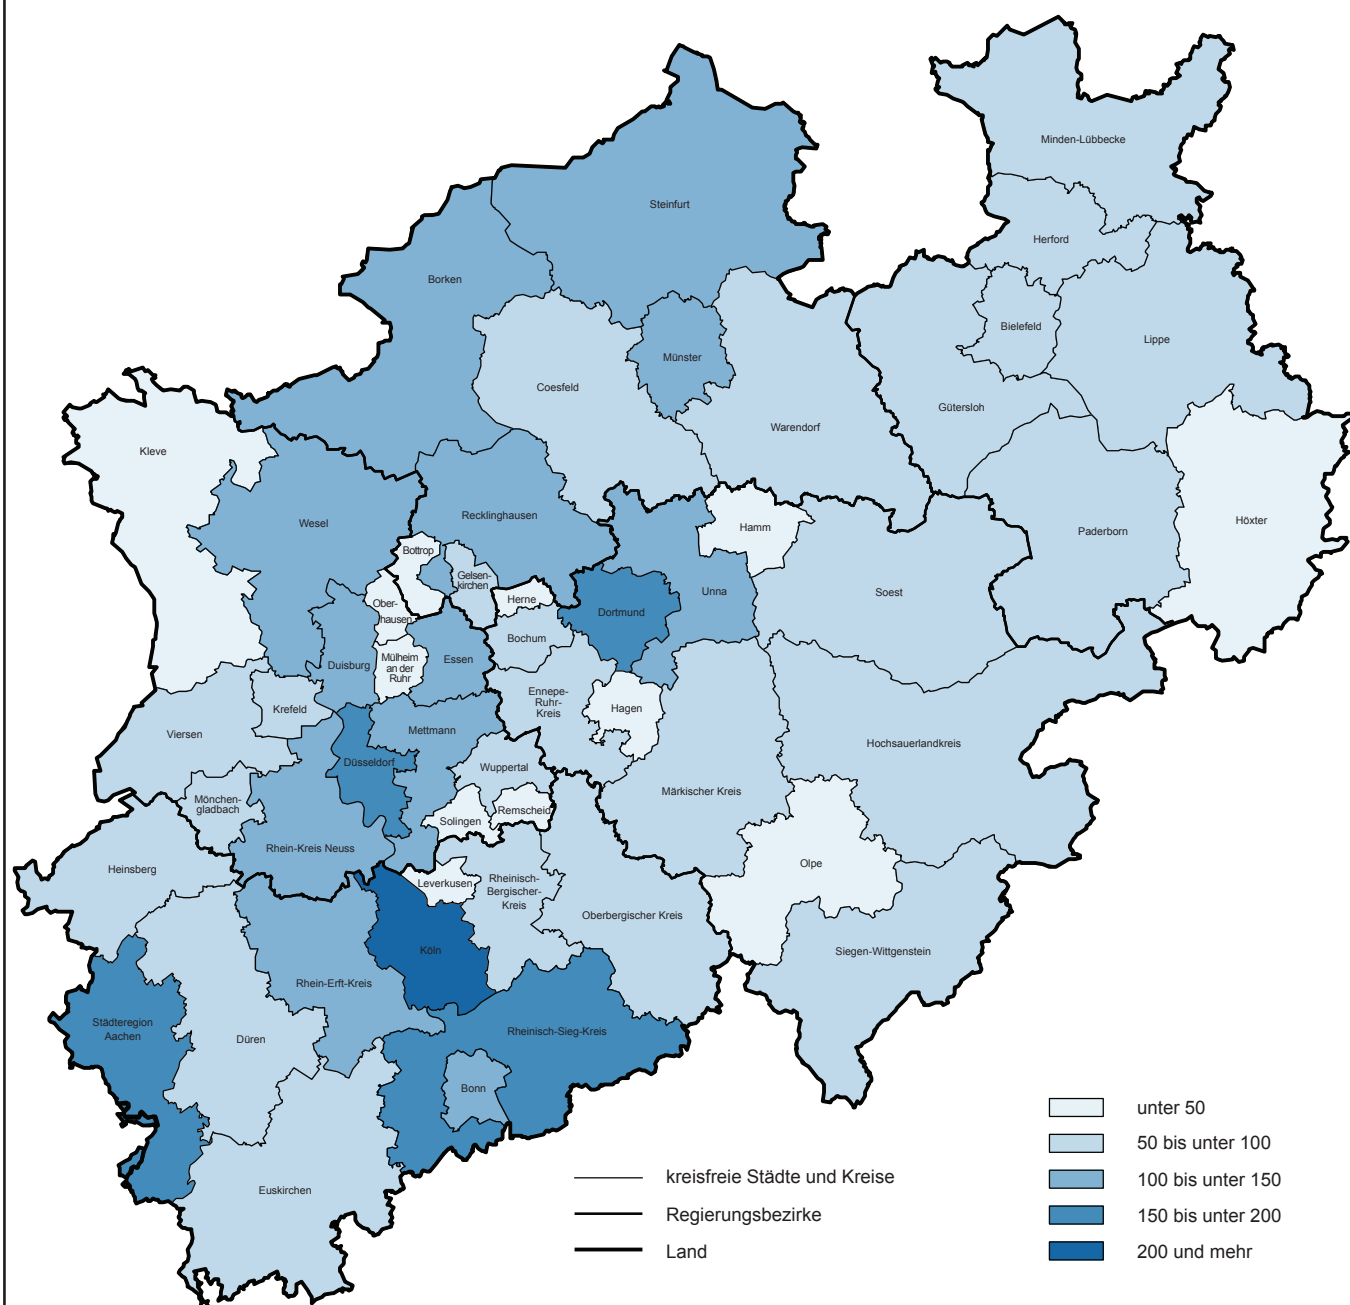 Minden-Lübbecke
Steinfurt
Herford
Borken
Bielefeld
Lippe
Münster
Coesfeld
Gütersloh
Warendorf
Kleve
Recklinghausen
Wesel
Hamm
Höxter
Paderborn
Bottrop
Gelsen-
kirchen
Unna
Soest
Ober-
hausen
Herne
Dortmund
Bochum
Mülheim
an der
Ruhr
Essen
Duisburg
Ennepe-
Ruhr-
Kreis
Hagen
Krefeld
Viersen
Mettmann
Hochsauerlandkreis
Düsseldorf
Wuppertal
Märkischer Kreis
Mönchen-
gladbach
Remscheid
Solingen
Rhein-Kreis Neuss
Heinsberg
Olpe
Leverkusen
Rheinisch-
Bergischer-
Kreis
Oberbergischer Kreis
Köln
Siegen-Wittgenstein
Rhein-Erft-Kreis
Städteregion
Aachen
Düren
Rheinisch-Sieg-Kreis
Bonn
Euskirchen
kreisfreie Städte und Kreise
Regierungsbezirke
Land
unter 50
50 bis unter 100
100 bis unter 150
150 bis unter 200
200 und mehr